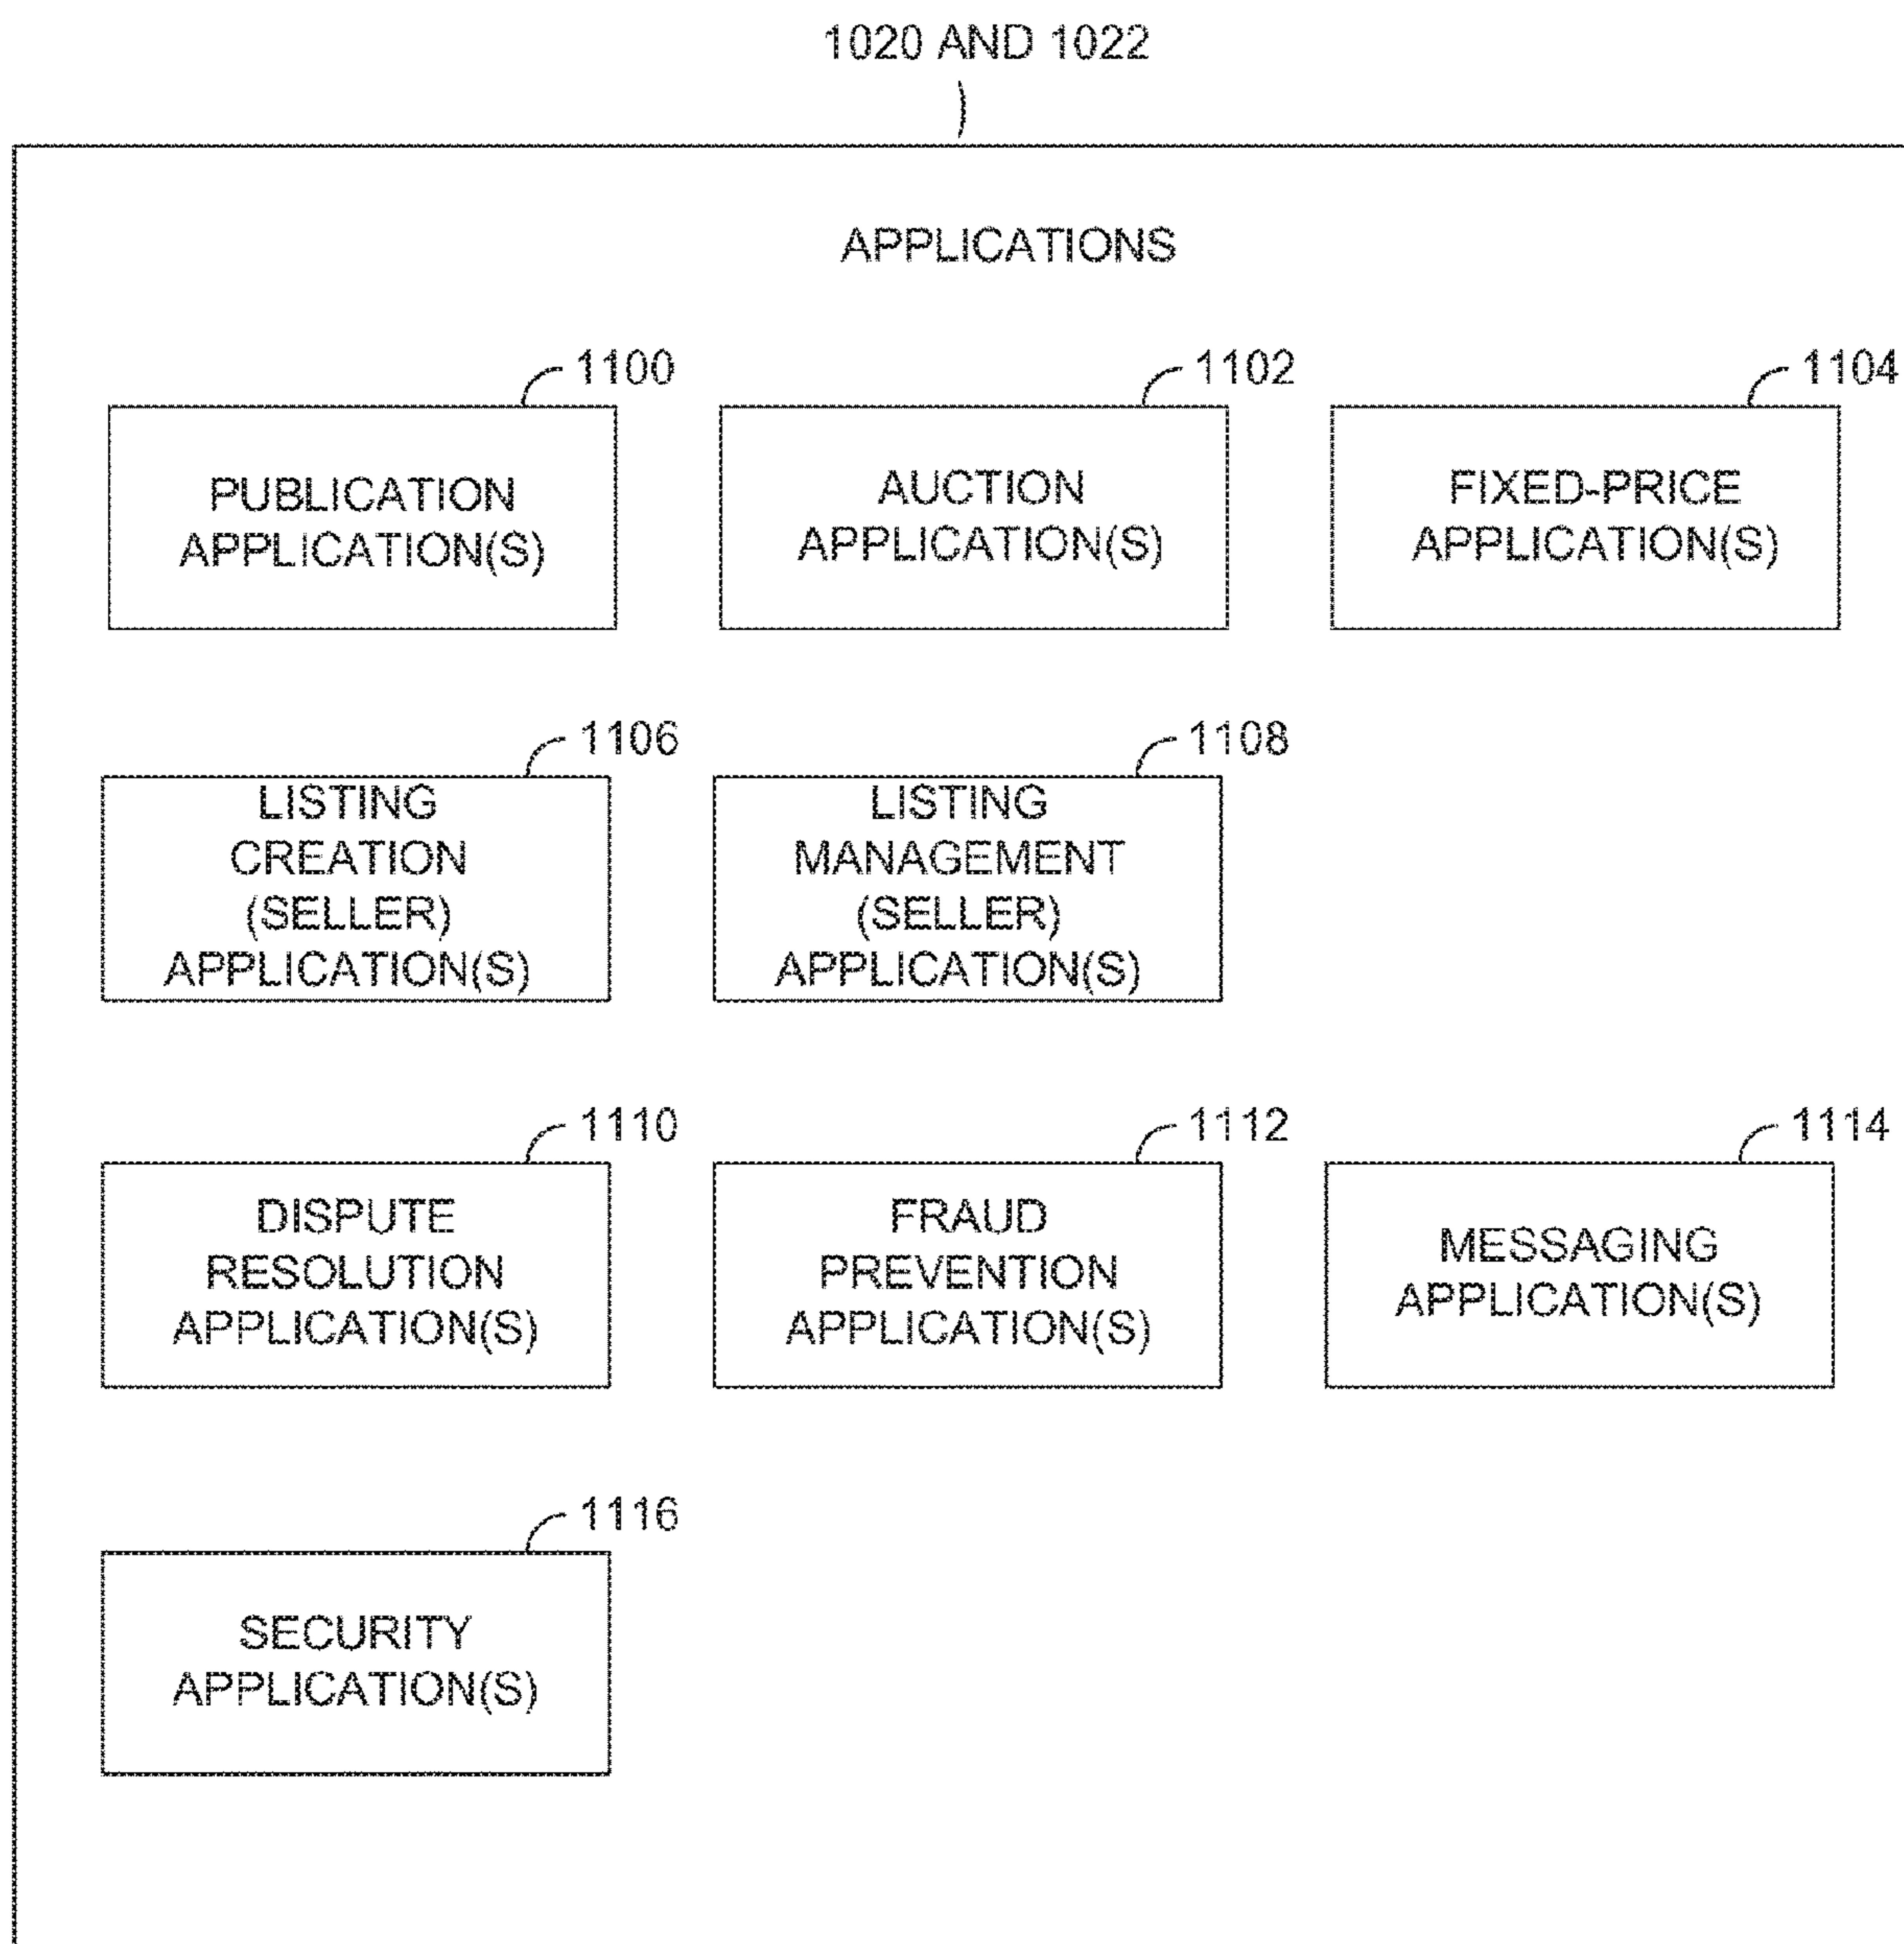 1020 AND 1022
APPLICATIONS
1100
PUBLICATION
APPLICATION(S)
1102
AUCTION
APPLICATION(S)
1104
FIXED-PRICE
APPLICATION(S)
1106
LISTING
CREATION
(SELLER)
APPLICATION(S)
1108
LISTING
MANAGEMENT
(SELLER)
APPLICATION(S)
1110
DISPUTE
RESOLUTION
APPLICATION(S)
1112
FRAUD
PREVENTION
APPLICATION(S)
1114
MESSAGING
APPLICATION(S)
1116
SECURITY
APPLICATION(S)